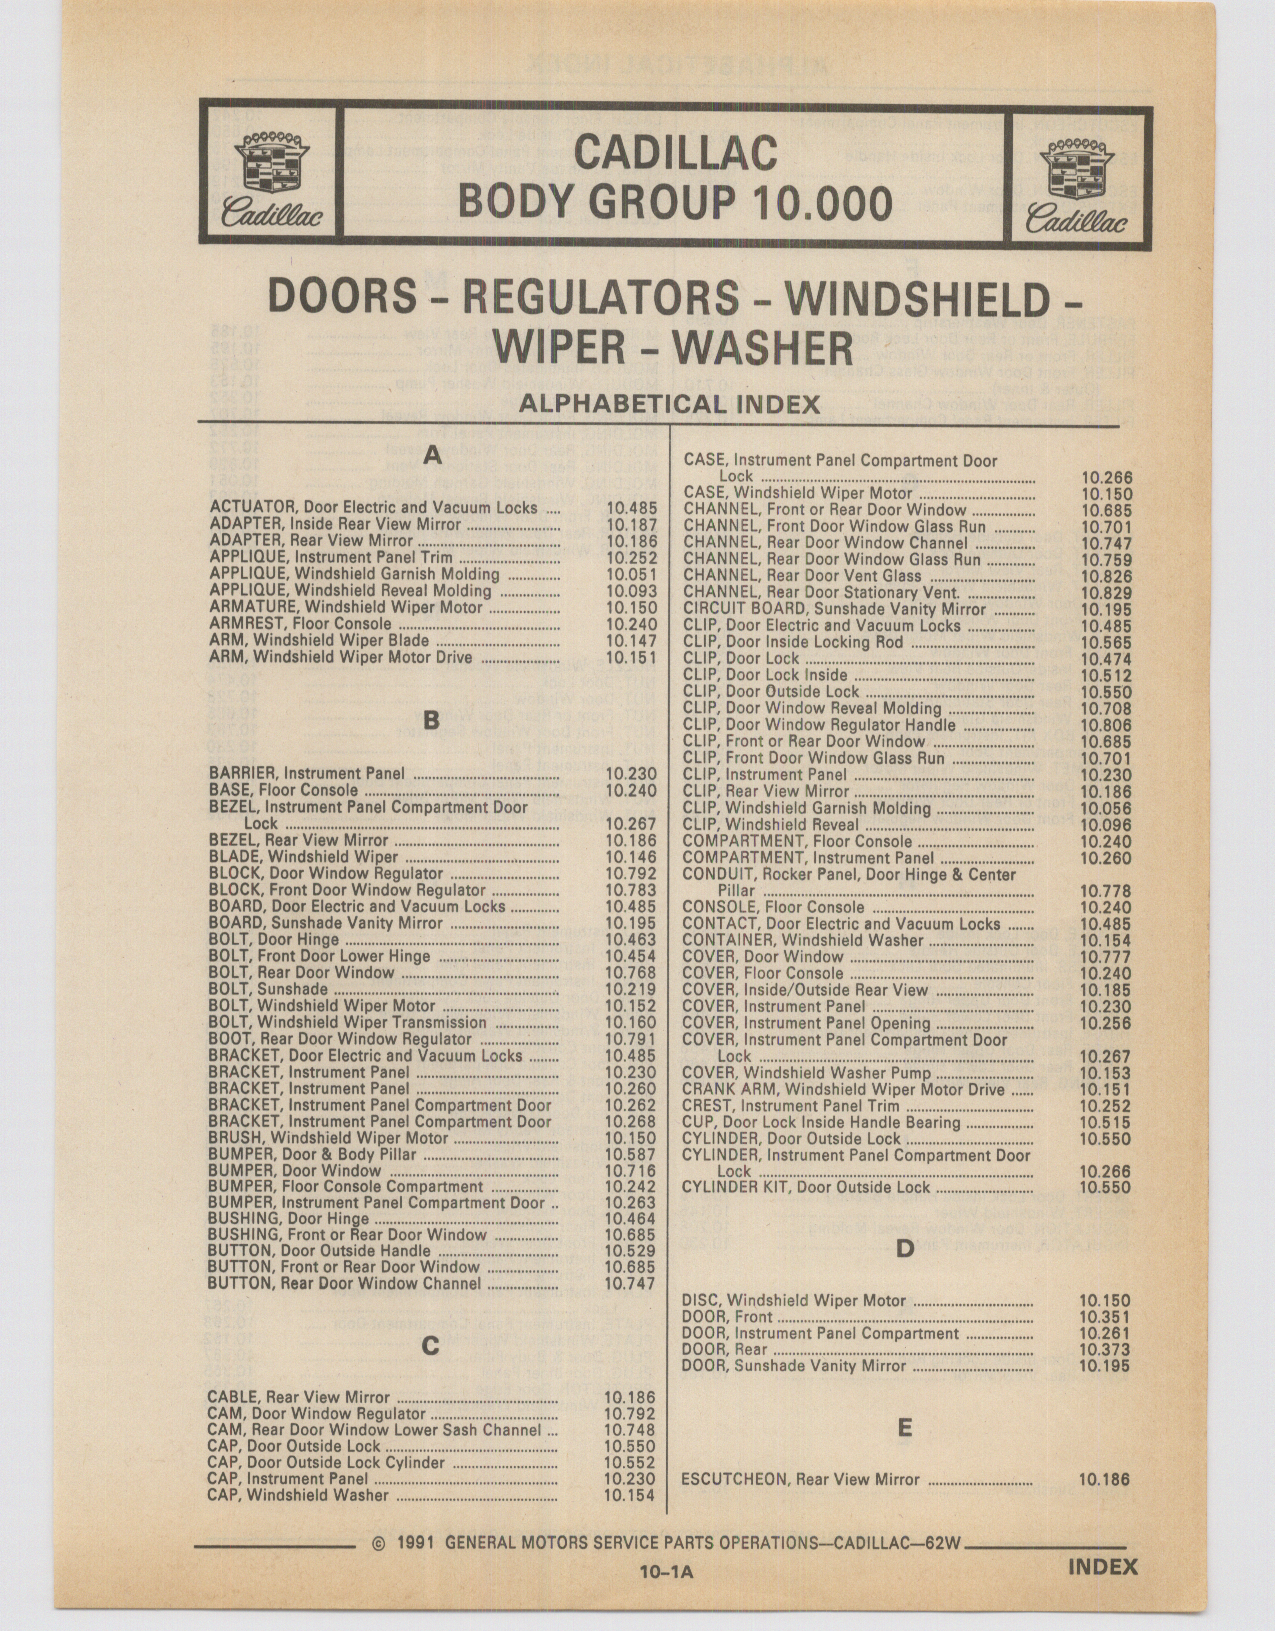 Cadillac
CADILLAC
BODY GROUP 10.000
Cadillac
DOORS - REGULATORS - WINDSHIELD -
WIPER - WASHER
ALPHABETICAL INDEX
A
ACTUATOR, Door Electric and Vacuum Locks .... 10.485
ADAPTER, Inside Rear View Mirror .... 10.187
ADAPTER, Rear View Mirror .... 10.186
APPLIQUE, Instrument Panel Trim .... 10.252
APPLIQUE, Windshield Garnish Molding .... 10.051
APPLIQUE, Windshield Reveal Molding .... 10.093
ARMATURE, Windshield Wiper Motor .... 10.150
ARMREST, Floor Console .... 10.240
ARM, Windshield Wiper Blade .... 10.147
ARM, Windshield Wiper Motor Drive .... 10.151
B
BARRIER, Instrument Panel .... 10.230
BASE, Floor Console .... 10.240
BEZEL, Instrument Panel Compartment Door
Lock .... 10.267
BEZEL, Rear View Mirror .... 10.186
BLADE, Windshield Wiper .... 10.146
BLOCK, Door Window Regulator .... 10.792
BLOCK, Front Door Window Regulator .... 10.783
BOARD, Door Electric and Vacuum Locks .... 10.485
BOARD, Sunshade Vanity Mirror .... 10.195
BOLT, Door Hinge .... 10.463
BOLT, Front Door Lower Hinge .... 10.454
BOLT, Rear Door Window .... 10.768
BOLT, Sunshade .... 10.219
BOLT, Windshield Wiper Motor .... 10.152
BOLT, Windshield Wiper Transmission .... 10.160
BOOT, Rear Door Window Regulator .... 10.791
BRACKET, Door Electric and Vacuum Locks .... 10.485
BRACKET, Instrument Panel .... 10.230
BRACKET, Instrument Panel .... 10.260
BRACKET, Instrument Panel Compartment Door 10.262
BRACKET, Instrument Panel Compartment Door 10.268
BRUSH, Windshield Wiper Motor .... 10.150
BUMPER, Door & Body Pillar .... 10.587
BUMPER, Door Window .... 10.716
BUMPER, Floor Console Compartment .... 10.242
BUMPER, Instrument Panel Compartment Door .. 10.263
BUSHING, Door Hinge .... 10.464
BUSHING, Front or Rear Door Window .... 10.685
BUTTON, Door Outside Handle .... 10.529
BUTTON, Front or Rear Door Window .... 10.685
BUTTON, Rear Door Window Channel .... 10.747
C
CABLE, Rear View Mirror .... 10.186
CAM, Door Window Regulator .... 10.792
CAM, Rear Door Window Lower Sash Channel ... 10.748
CAP, Door Outside Lock .... 10.550
CAP, Door Outside Lock Cylinder .... 10.552
CAP, Instrument Panel .... 10.230
CAP, Windshield Washer .... 10.154
CASE, Instrument Panel Compartment Door
Lock .... 10.266
CASE, Windshield Wiper Motor .... 10.150
CHANNEL, Front or Rear Door Window .... 10.685
CHANNEL, Front Door Window Glass Run .... 10.701
CHANNEL, Rear Door Window Channel .... 10.747
CHANNEL, Rear Door Window Glass Run .... 10.759
CHANNEL, Rear Door Vent Glass .... 10.826
CHANNEL, Rear Door Stationary Vent. .... 10.829
CIRCUIT BOARD, Sunshade Vanity Mirror .... 10.195
CLIP, Door Electric and Vacuum Locks .... 10.485
CLIP, Door Inside Locking Rod .... 10.565
CLIP, Door Lock .... 10.474
CLIP, Door Lock Inside .... 10.512
CLIP, Door Outside Lock .... 10.550
CLIP, Door Window Reveal Molding .... 10.708
CLIP, Door Window Regulator Handle .... 10.806
CLIP, Front or Rear Door Window .... 10.685
CLIP, Front Door Window Glass Run .... 10.701
CLIP, Instrument Panel .... 10.230
CLIP, Rear View Mirror .... 10.186
CLIP, Windshield Garnish Molding .... 10.056
CLIP, Windshield Reveal .... 10.096
COMPARTMENT, Floor Console .... 10.240
COMPARTMENT, Instrument Panel .... 10.260
CONDUIT, Rocker Panel, Door Hinge & Center
Pillar .... 10.778
CONSOLE, Floor Console .... 10.240
CONTACT, Door Electric and Vacuum Locks ...... 10.485
CONTAINER, Windshield Washer .... 10.154
COVER, Door Window .... 10.777
COVER, Floor Console .... 10.240
COVER, Inside/Outside Rear View .... 10.185
COVER, Instrument Panel .... 10.230
COVER, Instrument Panel Opening .... 10.256
COVER, Instrument Panel Compartment Door
Lock .... 10.267
COVER, Windshield Washer Pump .... 10.153
CRANK ARM, Windshield Wiper Motor Drive ...... 10.151
CREST, Instrument Panel Trim .... 10.252
CUP, Door Lock Inside Handle Bearing .... 10.515
CYLINDER, Door Outside Lock .... 10.550
CYLINDER, Instrument Panel Compartment Door
Lock .... 10.266
CYLINDER KIT, Door Outside Lock .... 10.550
D
DISC, Windshield Wiper Motor .... 10.150
DOOR, Front .... 10.351
DOOR, Instrument Panel Compartment .... 10.261
DOOR, Rear .... 10.373
DOOR, Sunshade Vanity Mirror .... 10.195
E
ESCUTCHEON, Rear View Mirror .... 10.186
© 1991 GENERAL MOTORS SERVICE PARTS OPERATIONS—CADILLAC—62W
10-1A
INDEX